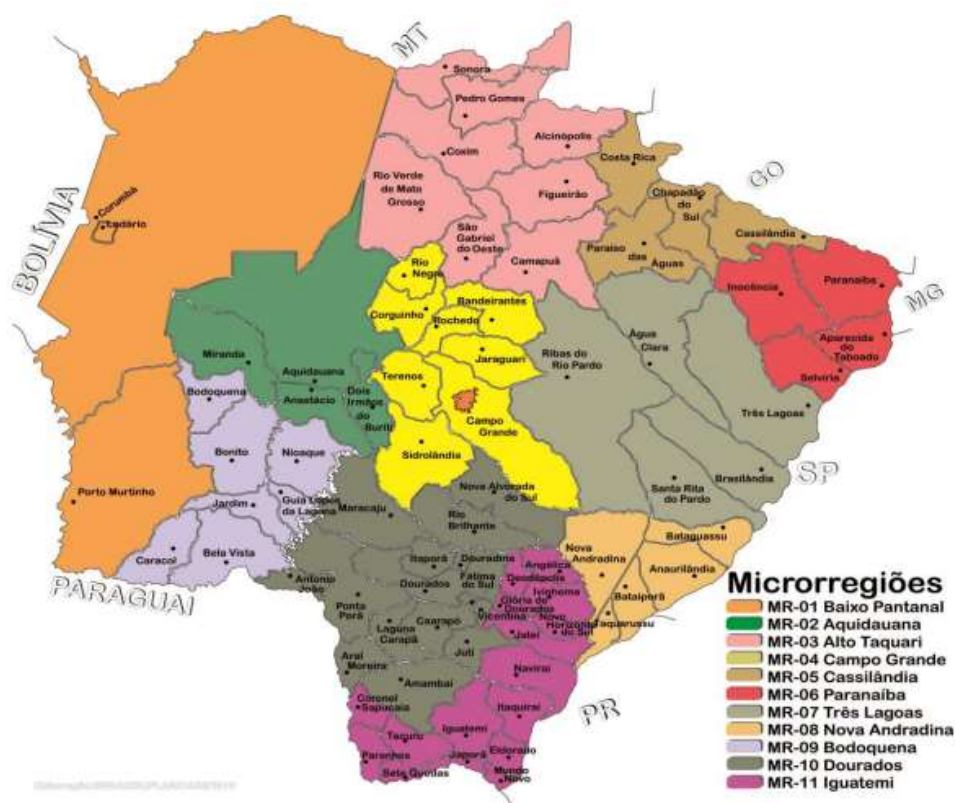 MT
Sonora
Pedro Gomes
Alcinópolis
Coxim
Costa Rica
GO
Rio Verde
de Mato
Grosso
Figueirão
Chapadão
do
Sul
BOLÍVIA
Corumbá
Ladário
São
Gabriel
do Oeste
Camapuã
Paraíso das
Águas
Cassilândia
Rio
Negro
Inocência
Paranaíba
MG
Corguinho
Bandeirantes
Rochedo
Água
Clara
Aparecida do
Taboado
Miranda
Jaraguari
Ribas do
Rio Pardo
Selvíria
Aquidauana
Anastácio
Dois
Irmãos
do
Buriti
Terenos
Bodoquena
Campo
Grande
Três Lagoas
Bonito
Nioaque
Sidrolândia
SP
Brasilândia
Santa Rita
do Pardo
Porto Murtinho
Jardim
Guia Lopes
da Laguna
Maracaju
Nova Alvorada
do Sul
Rio
Brilhante
Caracol
Bela Vista
Bataguassu
Nova
Andradina
Anaurilândia
PARAGUAI
Antonio
João
Itaporã
Douradina
Dourados
Fátima
do Sul
Angélica
Deodápolis
Ivinhema
Glória de
Dourados
Vicentina
Novo
Horizonte
do Sul
Bataiporã
Taquarussu
Ponta
Porã
Laguna
Carapã
Caarapó
Jateí
Juti
Aral
Moreira
Amambai
Naviraí
Coronel
Sapucaia
PR
Itaquiraí
Tacuru
Iguatemi
Paranhos
Japorã
Eldorado
Sete Quedas
Mundo
Novo
Microrregiões
MR-01 Baixo Pantanal
MR-02 Aquidauana
MR-03 Alto Taquari
MR-04 Campo Grande
MR-05 Cassilândia
MR-06 Paranaíba
MR-07 Três Lagoas
MR-08 Nova Andradina
MR-09 Bodoquena
MR-10 Dourados
MR-11 Iguatemi